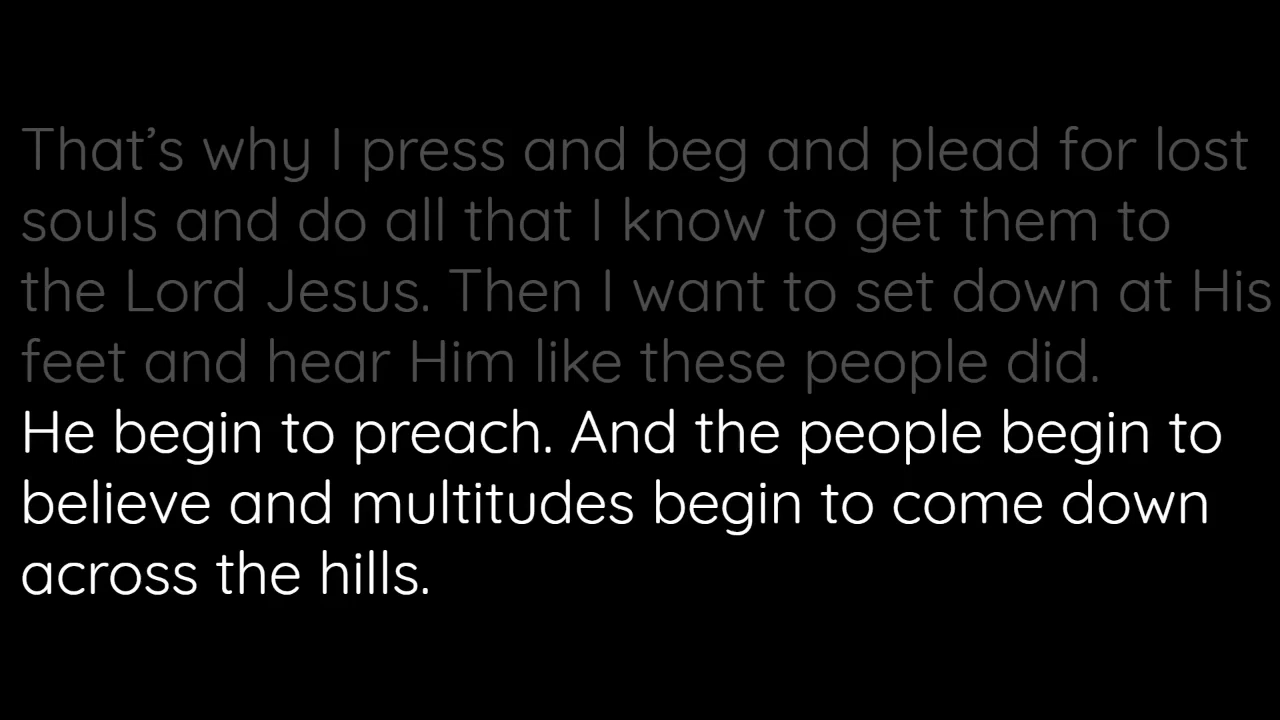 That’s why I press and beg and plead for lost
souls and do all that I know to get them to
the Lord Jesus. Then I want to set down at His
feet and hear Him like these people did.
He begin to preach. And the people begin to
believe and multitudes begin to come down
across the hills.